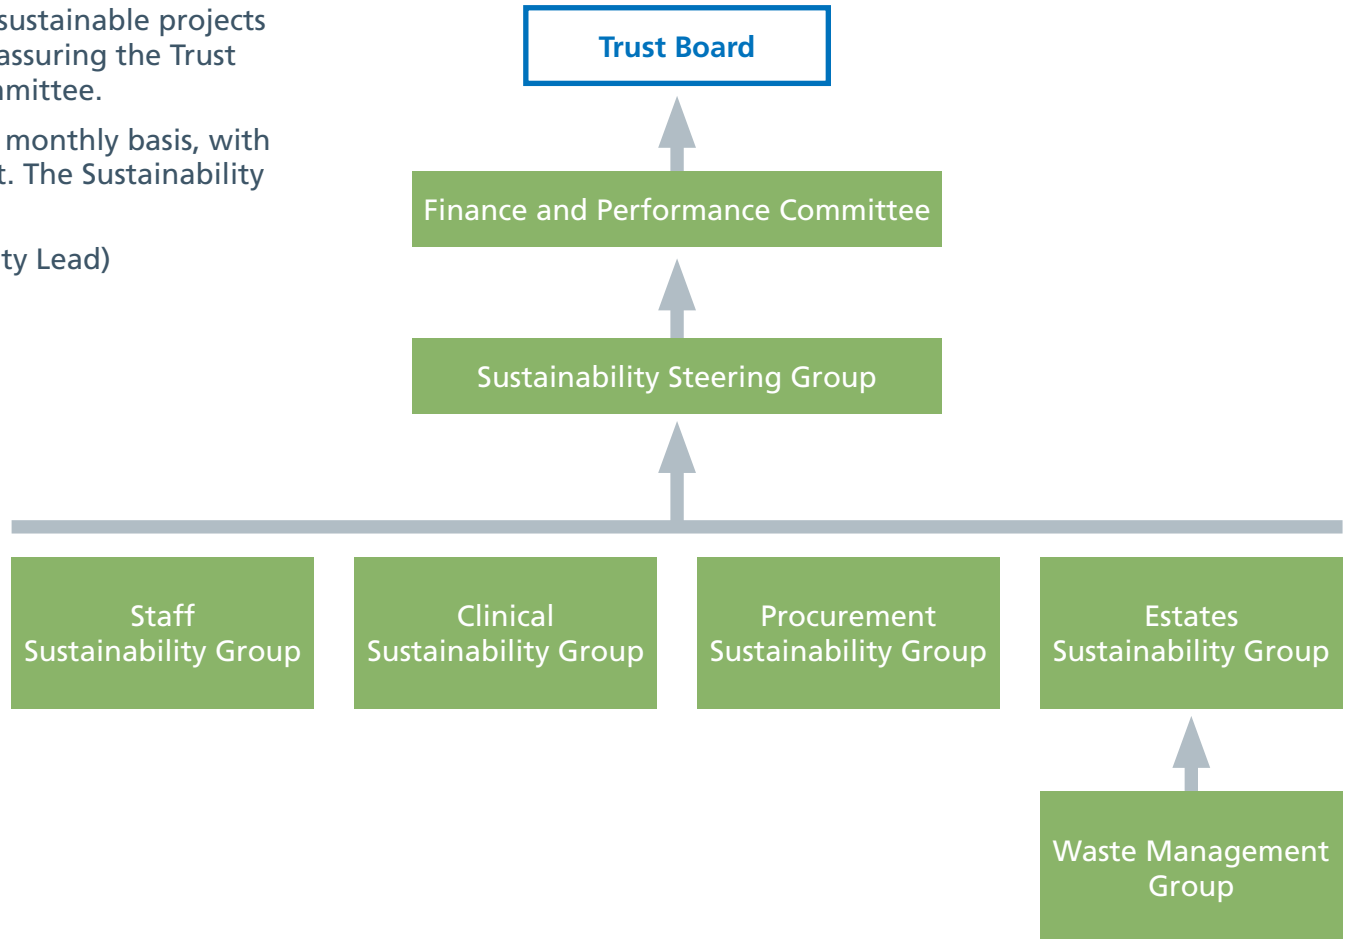 sustainable projects
assuring the Trust
mmittee.
monthly basis, with
t. The Sustainability
ty Lead)
Trust Board
Finance and Performance Committee
Sustainability Steering Group
Staff
Sustainability Group
Clinical
Sustainability Group
Procurement
Sustainability Group
Estates
Sustainability Group
Waste Management
Group